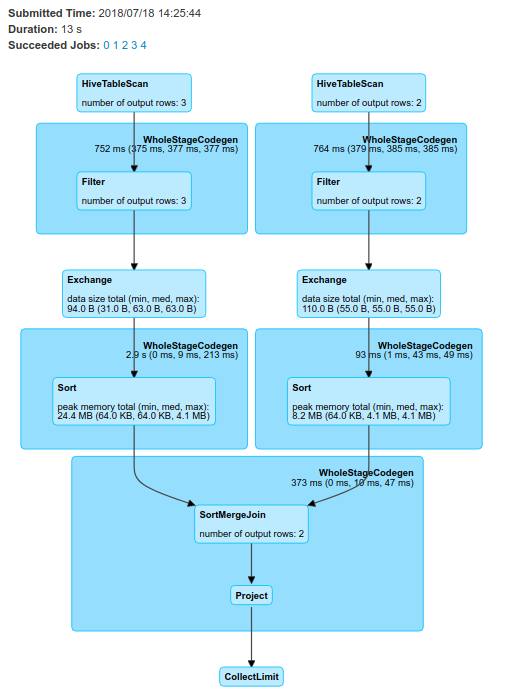 Submitted Time: 2018/07/18 14:25:44
Duration: 13 s
Succeeded Jobs: 0 1 2 3 4
HiveTableScan
number of output rows: 3
HiveTableScan
number of output rows: 2
WholeStageCodegen
752 ms (375 ms, 377 ms, 377 ms)
WholeStageCodegen
764 ms (379 ms, 385 ms, 385 ms)
Filter
number of output rows: 3
Filter
number of output rows: 2
Exchange
data size total (min, med, max):
94.0 B (31.0 B, 63.0 B, 63.0 B)
Exchange
data size total (min, med, max):
110.0 B (55.0 B, 55.0 B, 55.0 B)
WholeStageCodegen
2.9 s (0 ms, 9 ms, 213 ms)
WholeStageCodegen
93 ms (1 ms, 43 ms, 49 ms)
Sort
peak memory total (min, med, max):
24.4 MB (64.0 KB, 64.0 KB, 4.1 MB)
Sort
peak memory total (min, med, max):
8.2 MB (64.0 KB, 4.1 MB, 4.1 MB)
WholeStageCodegen
373 ms (0 ms, 10 ms, 47 ms)
SortMergeJoin
number of output rows: 2
Project
CollectLimit